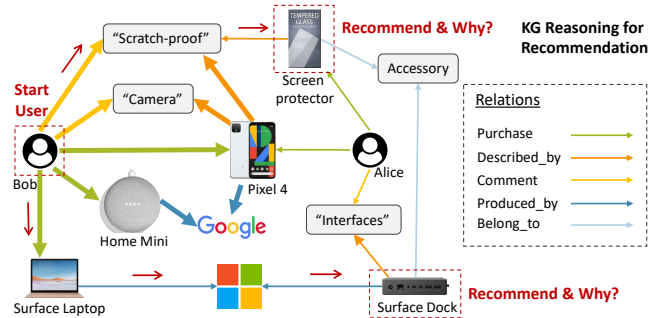 TEMPERED
GLASS
"Scratch-proof"
Recommend & Why?
KG Reasoning for
Recommendation
Screen
protector
Accessory
Start
User
"Camera"
Relations
Purchase
Described_by
Comment
Produced_by
Belong_to
Bob
Pixel 4
Alice
Home Mini
Google
"Interfaces"
Surface Laptop
Surface Dock
Recommend & Why?